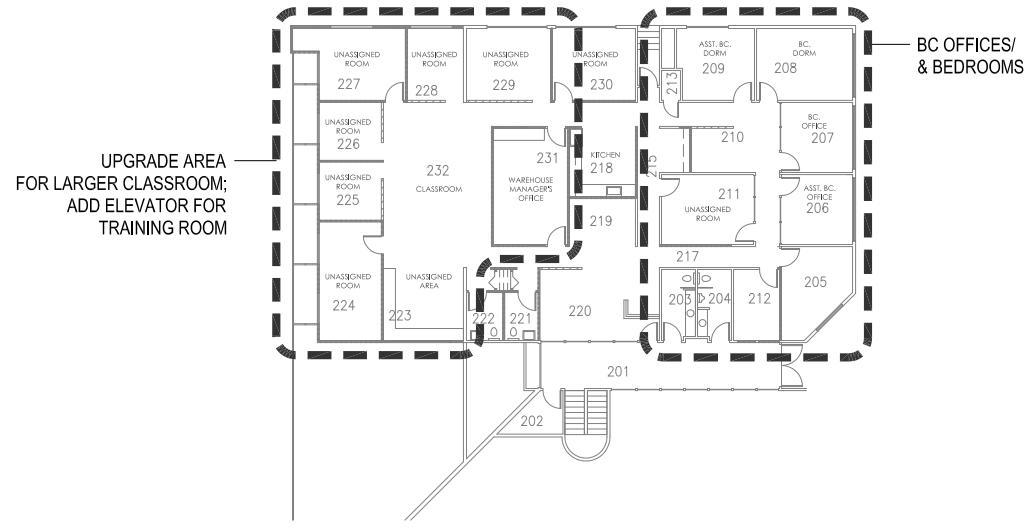 BC OFFICES/
& BEDROOMS
UPGRADE AREA
FOR LARGER CLASSROOM;
ADD ELEVATOR FOR
TRAINING ROOM
UNASSIGNED
ROOM
227
UNASSIGNED
ROOM
228
UNASSIGNED
ROOM
229
UNASSIGNED
ROOM
230
213
ASST. BC.
DORM
209
BC.
DORM
208
UNASSIGNED
ROOM
226
232
CLASSROOM
231
WAREHOUSE
MANAGER'S
OFFICE
KITCHEN
218
215
210
BC.
OFFICE
207
UNASSIGNED
ROOM
225
211
UNASSIGNED
ROOM
ASST. BC.
OFFICE
206
219
217
UNASSIGNED
ROOM
224
UNASSIGNED
AREA
223
222
221
220
203
204
212
205
201
202